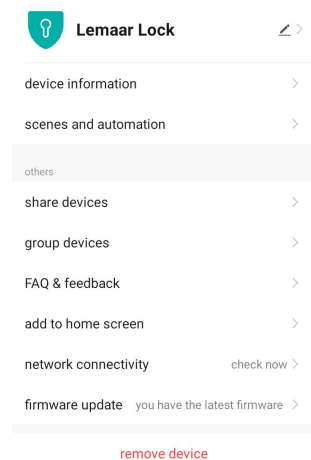 Lemaar Lock
device information
scenes and automation
others
share devices
group devices
FAQ & feedback
add to home screen
network connectivity check now
firmware update you have the latest firmware
remove device